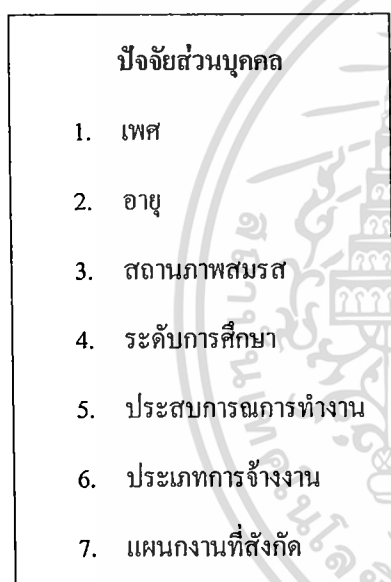 ปัจจัยส่วนบุคคล
1. เพศ
2. อายุ
3. สถานภาพสมรส
4. ระดับการศึกษา
5. ประสบการณการทำงาน
6. ประเภทการจ้างงาน
7. แผนกงานที่สังกัด